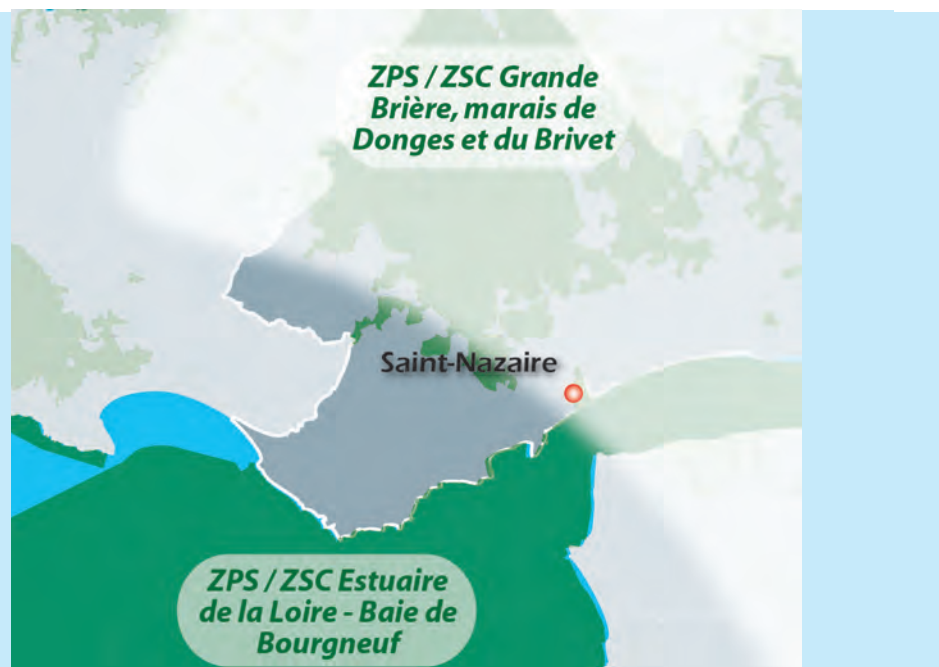 ZPS / ZSC Grande
Brière, marais de
Donges et du Brivet
Saint-Nazaire
ZPS / ZSC Estuaire
de la Loire - Baie de
Bourgneuf